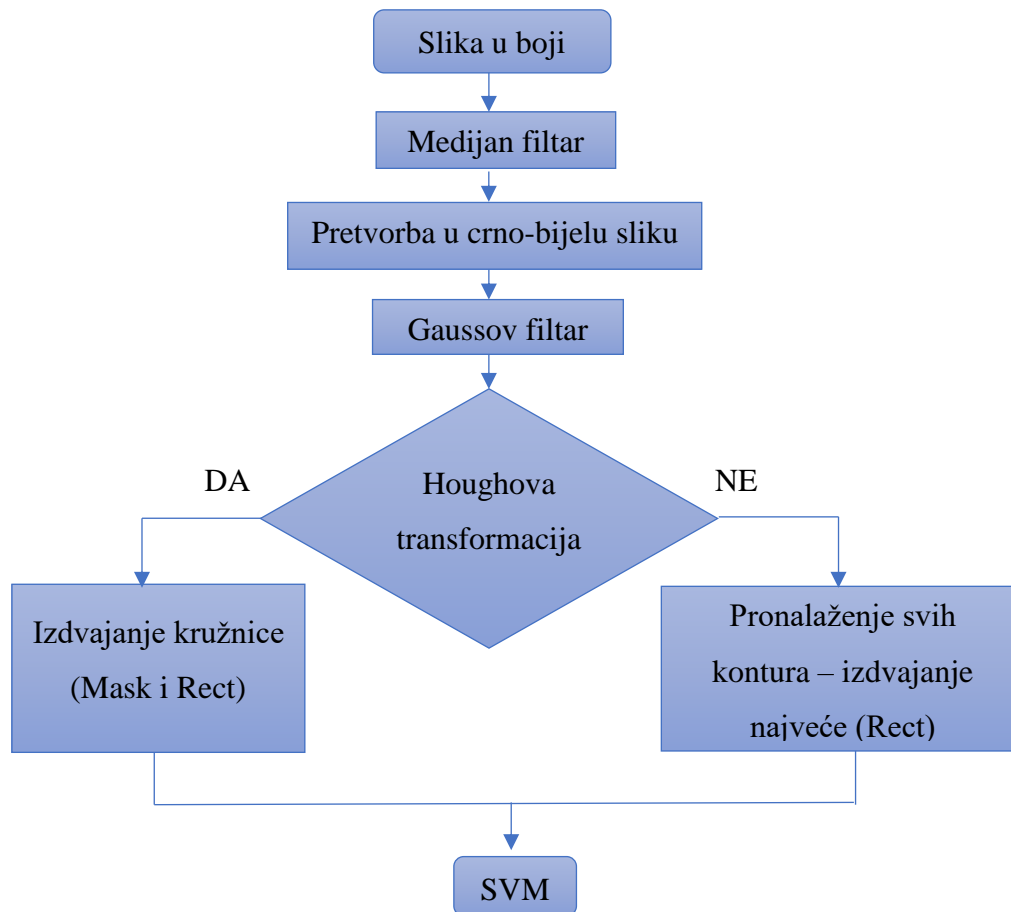 Slika u boji
Medijan filtar
Pretvorba u crno-bijelu sliku
Gaussov filtar
DA
Houghova
transformacija
NE
Izdvajanje kružnice
(Mask i Rect)
Pronalaženje svih
kontura – izdvajanje
najveće (Rect)
SVM